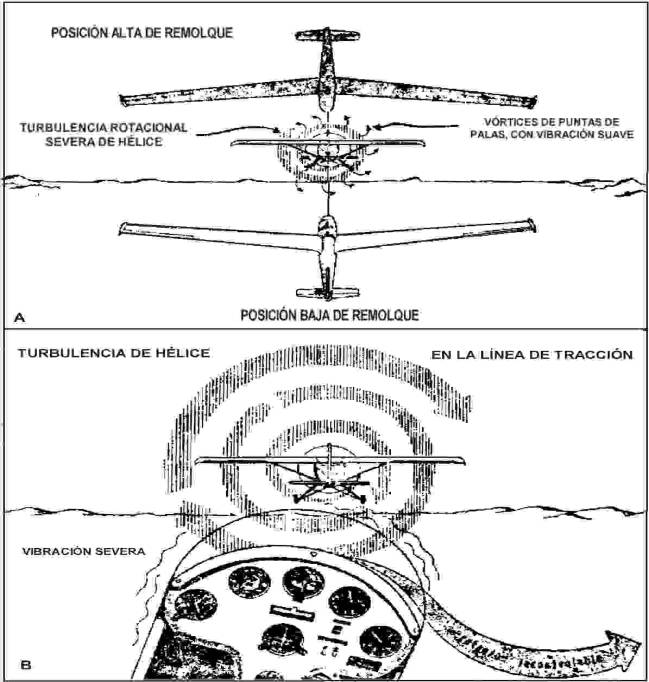 POSICIÓN ALTA DE REMOLQUE
TURBULENCIA ROTACIONAL
SEVERA DE HÉLICE
VÓRTICES DE PUNTAS DE
PALAS, CON VIBRACIÓN SUAVE
A
POSICIÓN BAJA DE REMOLQUE
TURBULENCIA DE HÉLICE
EN LA LÍNEA DE TRACCIÓN
VIBRACIÓN SEVERA
B